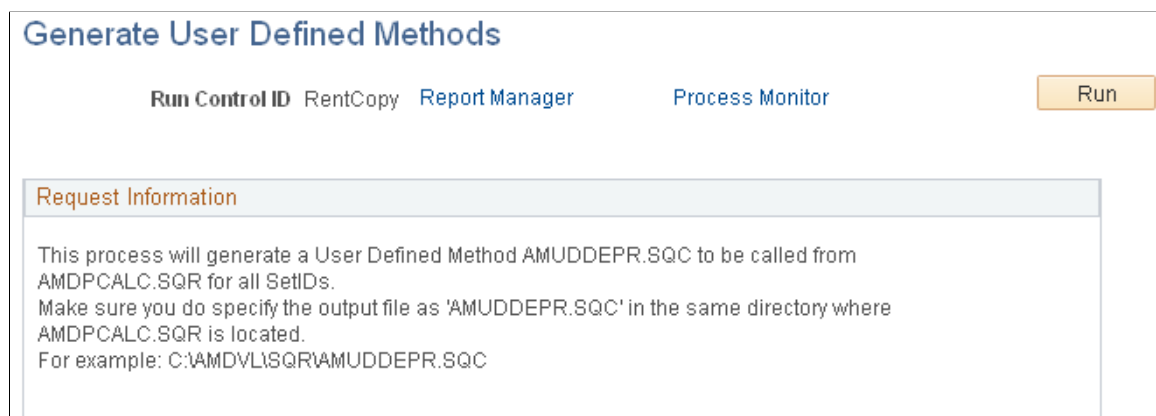 Generate User Defined Methods
Run Control ID RentCopy Report Manager Process Monitor Run
Request Information
This process will generate a User Defined Method AMUDDEPR.SQC to be called from
AMDPCALC.SQR for all SetIDs.
Make sure you do specify the output file as 'AMUDDEPR.SQC' in the same directory where
AMDPCALC.SQR is located.
For example: C:\AMDVL\SQR\AMUDDEPR.SQC